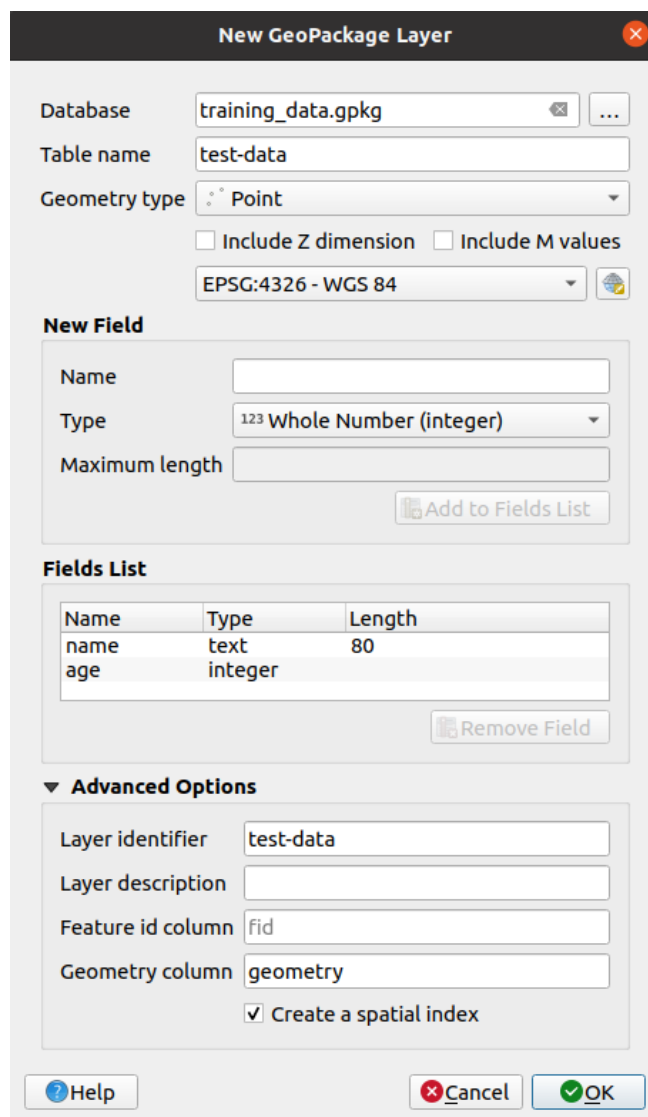 New GeoPackage Layer
Database training_data.gpkg ...
Table name test-data
Geometry type Point
Include Z dimension Include M values
EPSG:4326 - WGS 84
New Field
Name
Type 123 Whole Number (integer)
Maximum length
Add to Fields List
Fields List
Name Type Length
name text 80
age integer
Remove Field
Advanced Options
Layer identifier test-data
Layer description
Feature id column fid
Geometry column geometry
Create a spatial index
Help Cancel OK